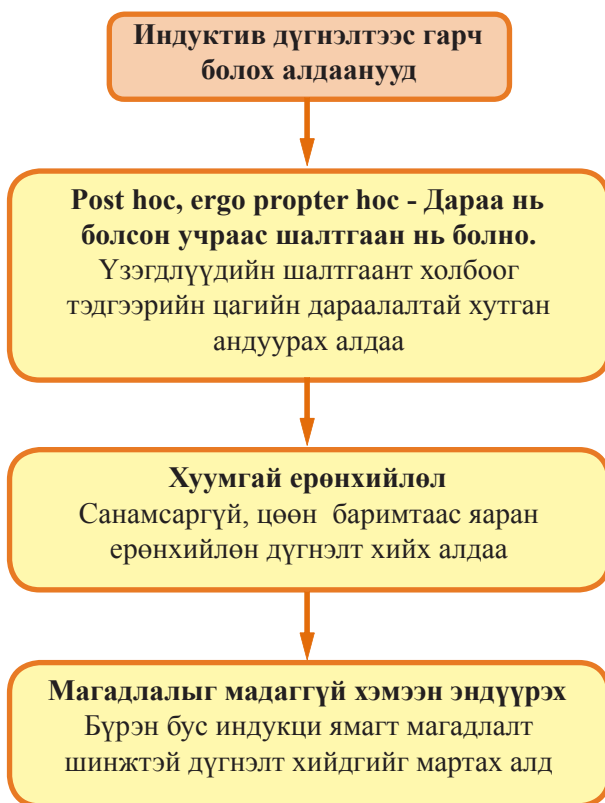 Индуктив дүгнэлтээс гарч
болох алдаанууд
Post hoc, ergo propter hoc - Дараа нь
болсон учраас шалтгаан нь болно.
Үзэгдлүүдийн шалтгаант холбоог
тэдгээрийн цагийн дараалалтай хутган
андуурах алдаа
Хуумгай ерөнхийлөл
Санамсаргүй, цөөн баримтаас яаран
ерөнхийлөн дүгнэлт хийх алдаа
Магадлалыг мадаггүй хэмээн эндүүрэх
Бүрэн бус индукци ямагт магадлалт
шинжтэй дүгнэлт хийдгийг мартах алд